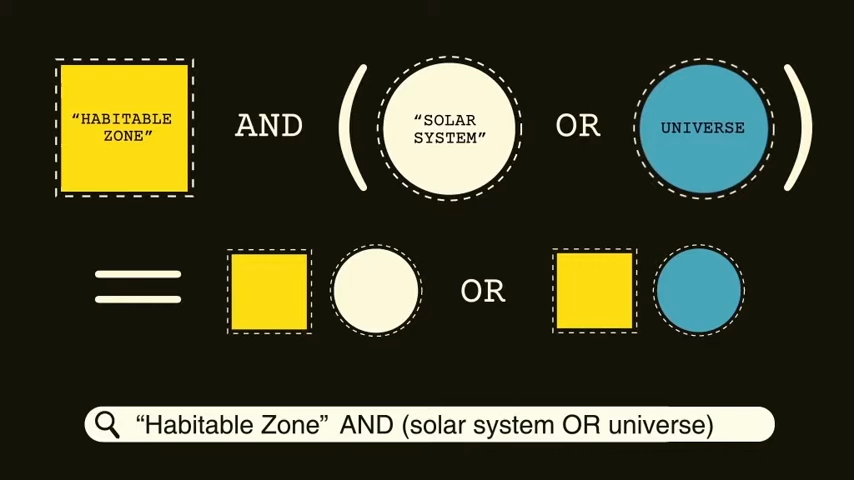 “HABITABLE
ZONE”
AND
(
“SOLAR
SYSTEM”
OR
UNIVERSE
)
=
OR
“Habitable Zone” AND (solar system OR universe)